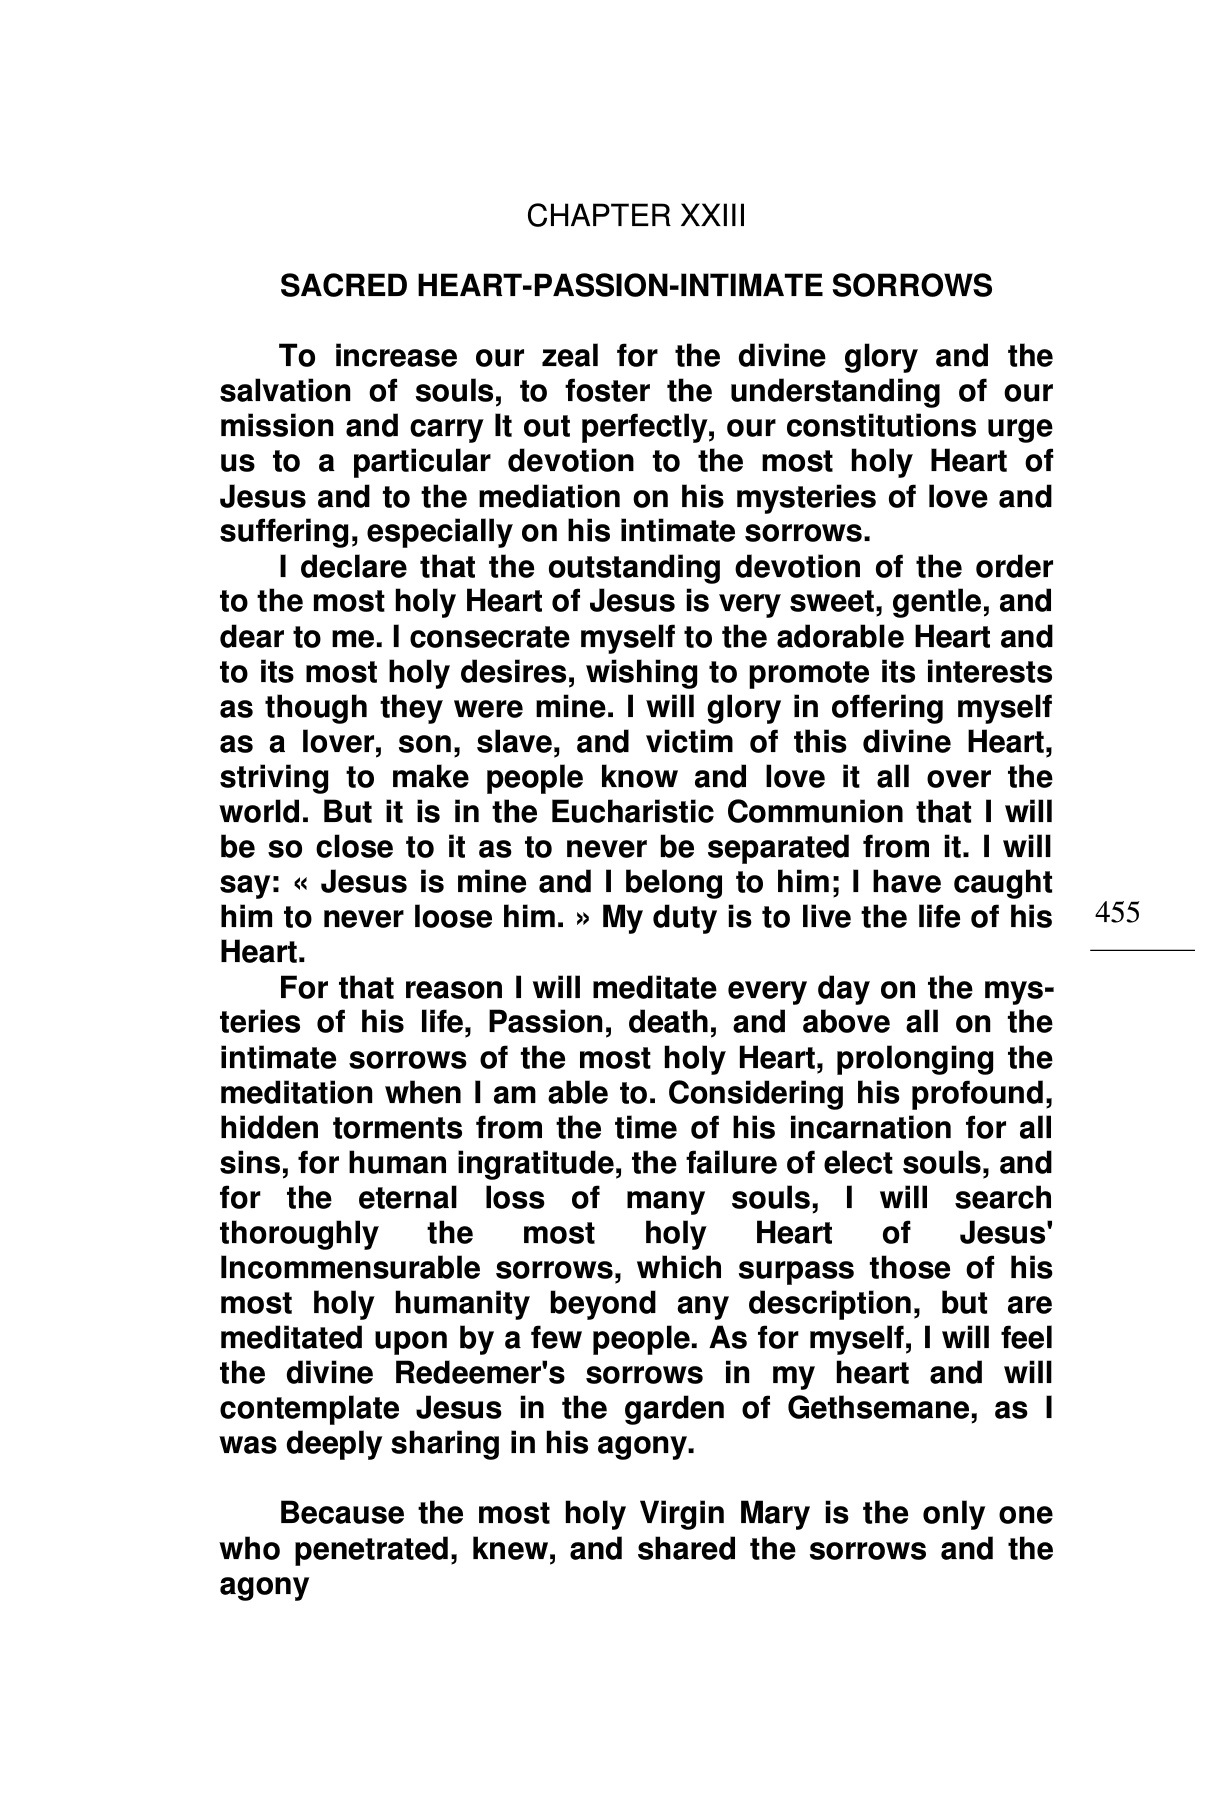 CHAPTER XXIII
SACRED HEART-PASSION-INTIMATE SORROWS
To increase our zeal for the divine glory and the
salvation of souls, to foster the understanding of our
mission and carry It out perfectly, our constitutions urge
us to a particular devotion to the most holy Heart of
Jesus and to the mediation on his mysteries of love and
suffering, especially on his intimate sorrows.
I declare that the outstanding devotion of the order
to the most holy Heart of Jesus is very sweet, gentle, and
dear to me. I consecrate myself to the adorable Heart and
to its most holy desires, wishing to promote its interests
as though they were mine. I will glory in offering myself
as a lover, son, slave, and victim of this divine Heart,
striving to make people know and love it all over the
world. But it is in the Eucharistic Communion that I will
be so close to it as to never be separated from it. I will
say: « Jesus is mine and I belong to him; I have caught
him to never loose him. » My duty is to live the life of his
Heart.
455
For that reason I will meditate every day on the mys-
teries of his life, Passion, death, and above all on the
intimate sorrows of the most holy Heart, prolonging the
meditation when I am able to. Considering his profound,
hidden torments from the time of his incarnation for all
sins, for human ingratitude, the failure of elect souls, and
for the eternal loss of many souls, I will search
thoroughly the most holy Heart of Jesus'
Incommensurable sorrows, which surpass those of his
most holy humanity beyond any description, but are
meditated upon by a few people. As for myself, I will feel
the divine Redeemer's sorrows in my heart and will
contemplate Jesus in the garden of Gethsemane, as I
was deeply sharing in his agony.
Because the most holy Virgin Mary is the only one
who penetrated, knew, and shared the sorrows and the
agony